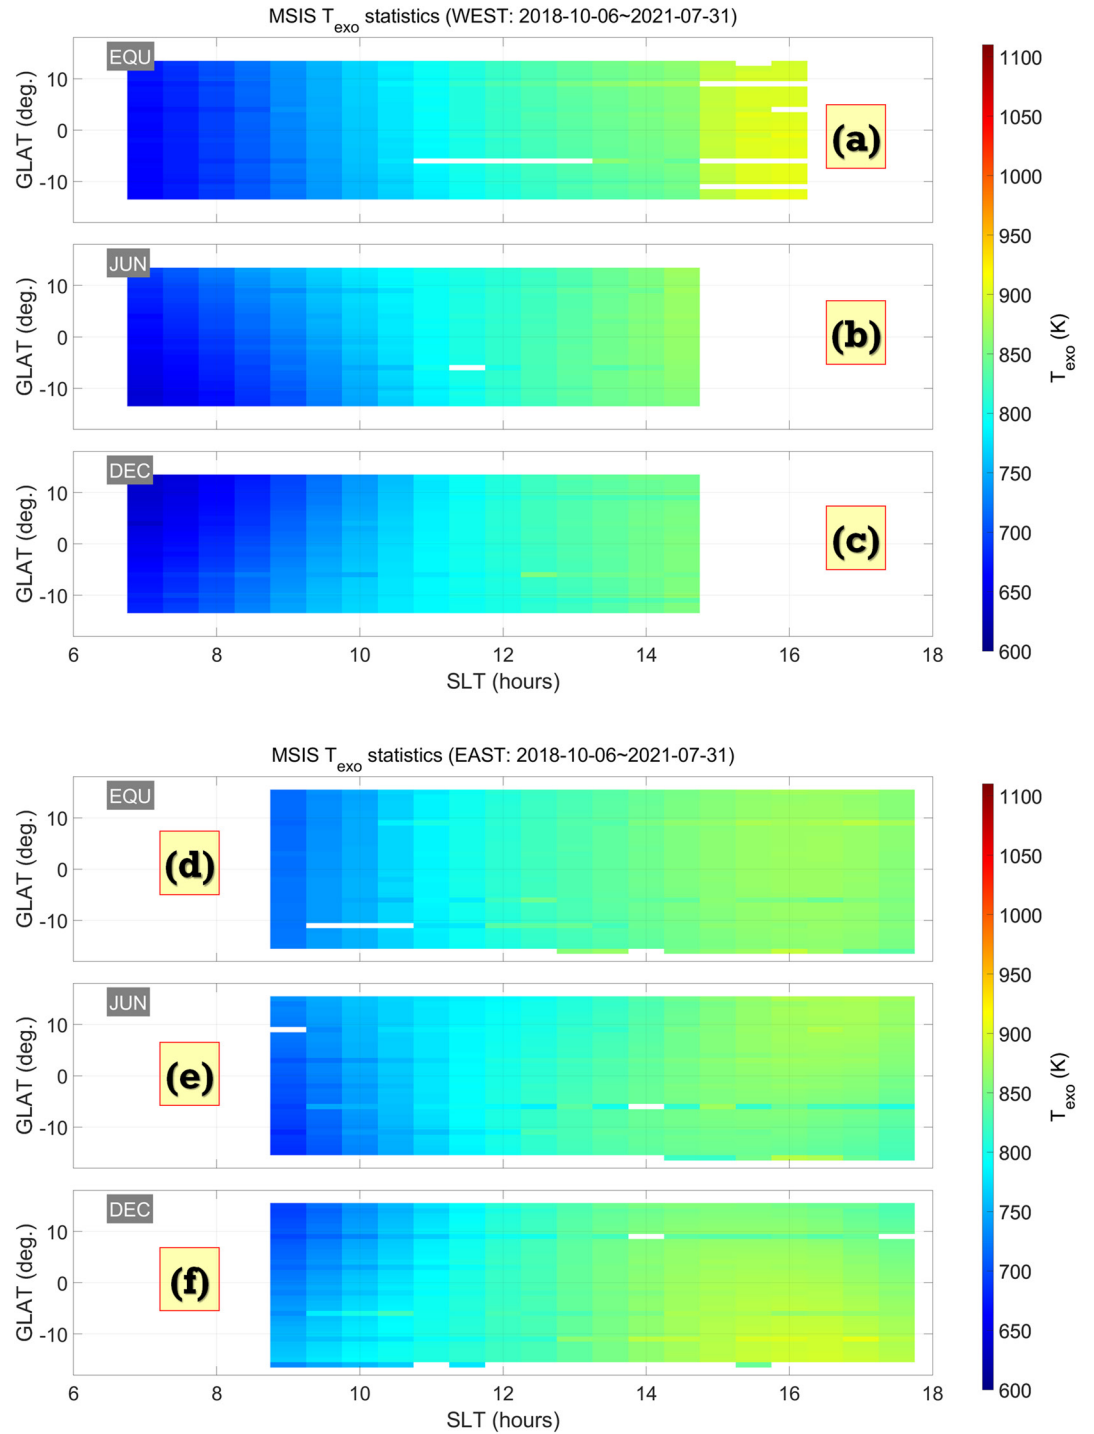 MSIS Texo statistics (WEST: 2018-10-06~2021-07-31)
EQU
GLAT (deg.)
10
0
-10
(a)
JUN
GLAT (deg.)
10
0
-10
(b)
DEC
GLAT (deg.)
10
0
-10
(c)
6 8 10 12 14 16 18
SLT (hours)
1100
1050
1000
950
900
850
800
750
700
650
600
Texo (K)
MSIS Texo statistics (EAST: 2018-10-06~2021-07-31)
EQU
GLAT (deg.)
10
0
-10
(d)
JUN
GLAT (deg.)
10
0
-10
(e)
DEC
GLAT (deg.)
10
0
-10
(f)
6 8 10 12 14 16 18
SLT (hours)
1100
1050
1000
950
900
850
800
750
700
650
600
Texo (K)